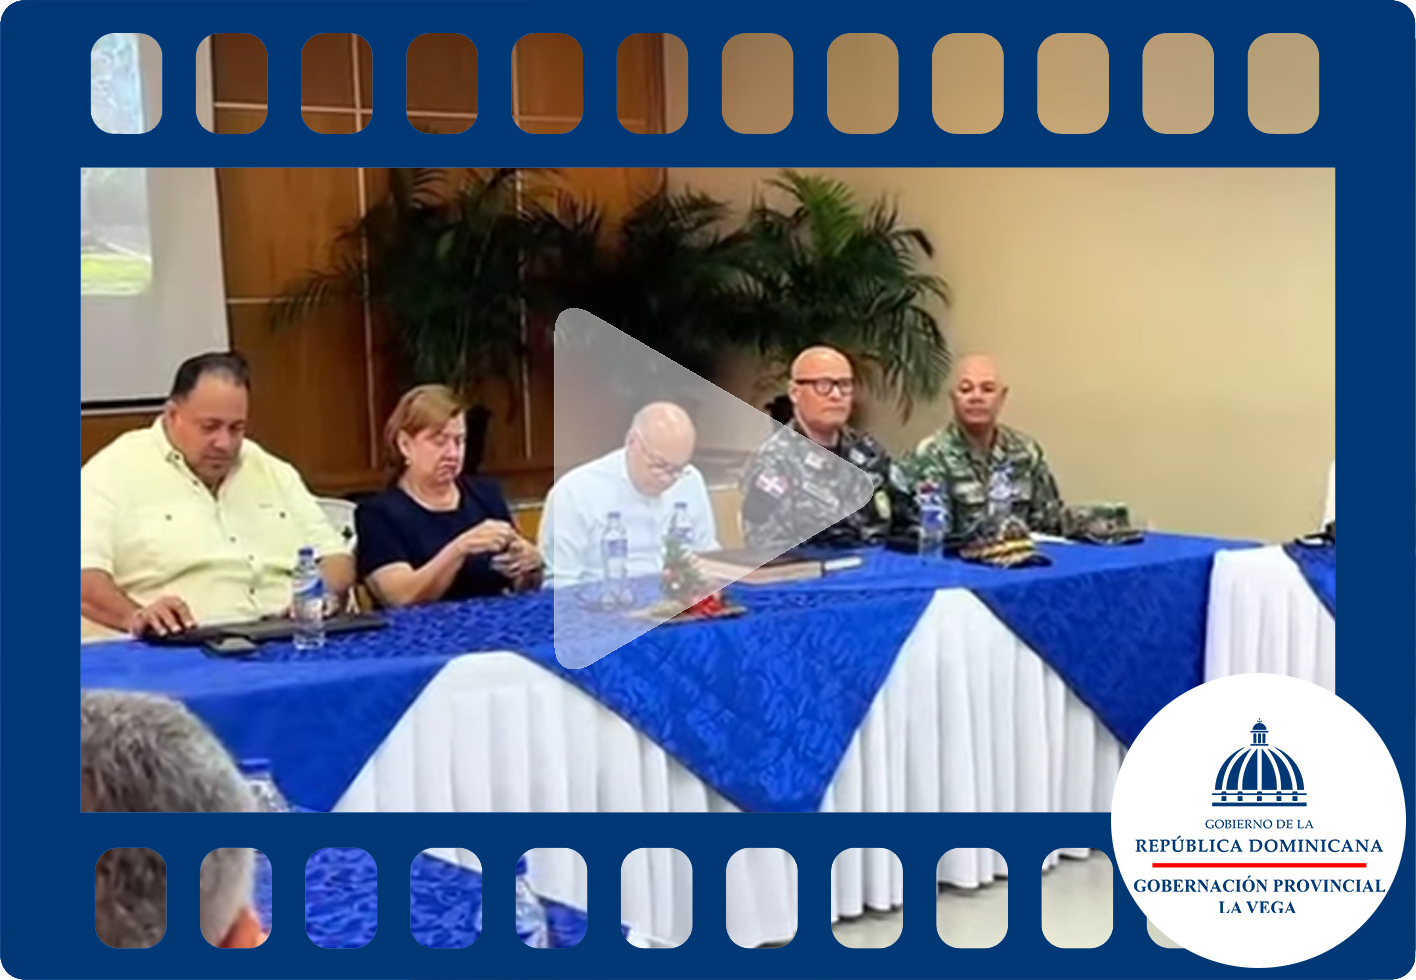 GOBIERNO DE LA
REPÚBLICA DOMINICANA
GOBERNACIÓN PROVINCIAL
LA VEGA